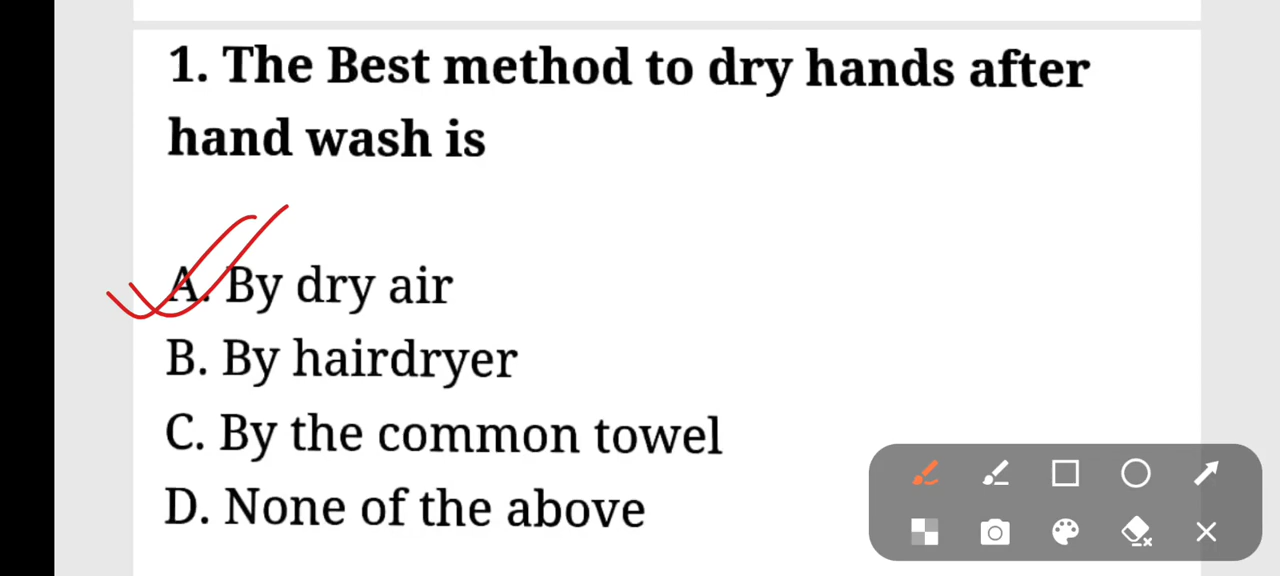 1. The Best method to dry hands after
hand wash is
A. By dry air
B. By hairdryer
C. By the common towel
D. None of the above